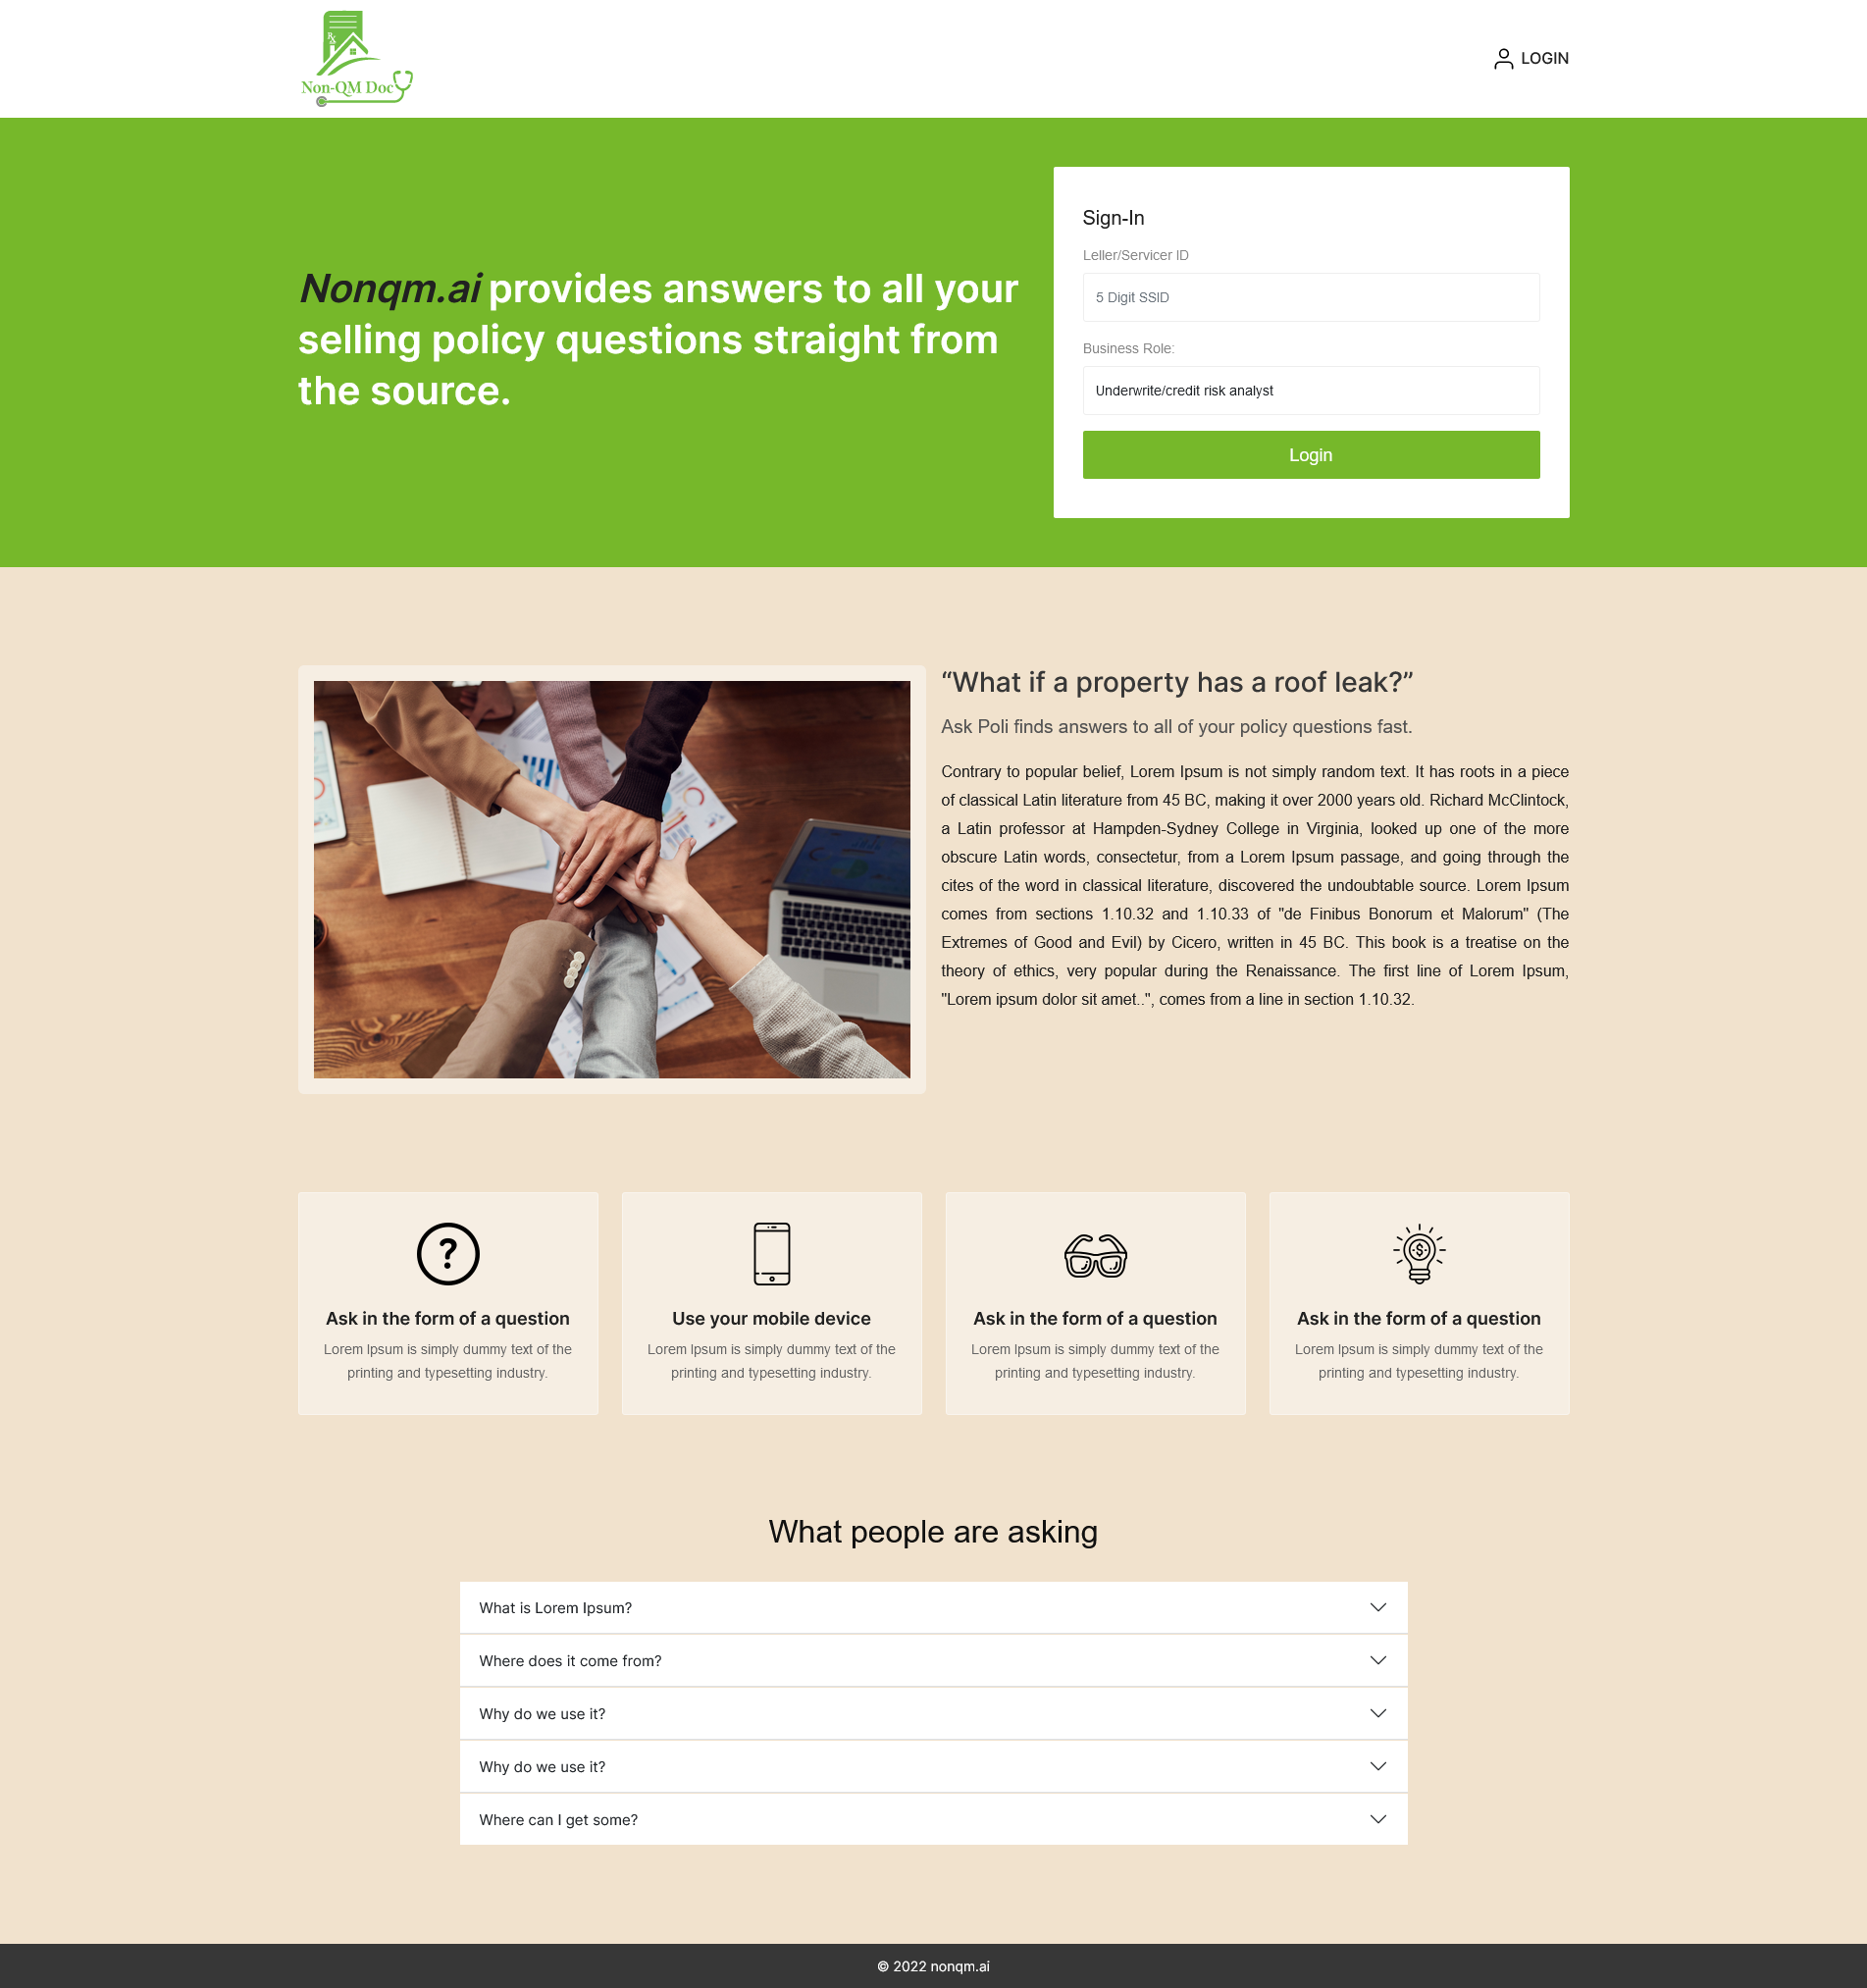 Rx
Non-QM Doc
LOGIN
Nonqm.ai provides answers to all your
selling policy questions straight from
the source.
Sign-In
Leller/Servicer ID
5 Digit SSID
Business Role:
Underwrite/credit risk analyst
Login
“What if a property has a roof leak?”
Ask Poli finds answers to all of your policy questions fast.
Contrary to popular belief, Lorem Ipsum is not simply random text. It has roots in a piece
of classical Latin literature from 45 BC, making it over 2000 years old. Richard McClintock,
a Latin professor at Hampden-Sydney College in Virginia, looked up one of the more
obscure Latin words, consectetur, from a Lorem Ipsum passage, and going through the
cites of the word in classical literature, discovered the undoubtable source. Lorem Ipsum
comes from sections 1.10.32 and 1.10.33 of "de Finibus Bonorum et Malorum" (The
Extremes of Good and Evil) by Cicero, written in 45 BC. This book is a treatise on the
theory of ethics, very popular during the Renaissance. The first line of Lorem Ipsum,
"Lorem ipsum dolor sit amet..", comes from a line in section 1.10.32.
Ask in the form of a question
Lorem Ipsum is simply dummy text of the
printing and typesetting industry.
Use your mobile device
Lorem Ipsum is simply dummy text of the
printing and typesetting industry.
Ask in the form of a question
Lorem Ipsum is simply dummy text of the
printing and typesetting industry.
Ask in the form of a question
Lorem Ipsum is simply dummy text of the
printing and typesetting industry.
What people are asking
What is Lorem Ipsum?
Where does it come from?
Why do we use it?
Why do we use it?
Where can I get some?
© 2022 nonqm.ai